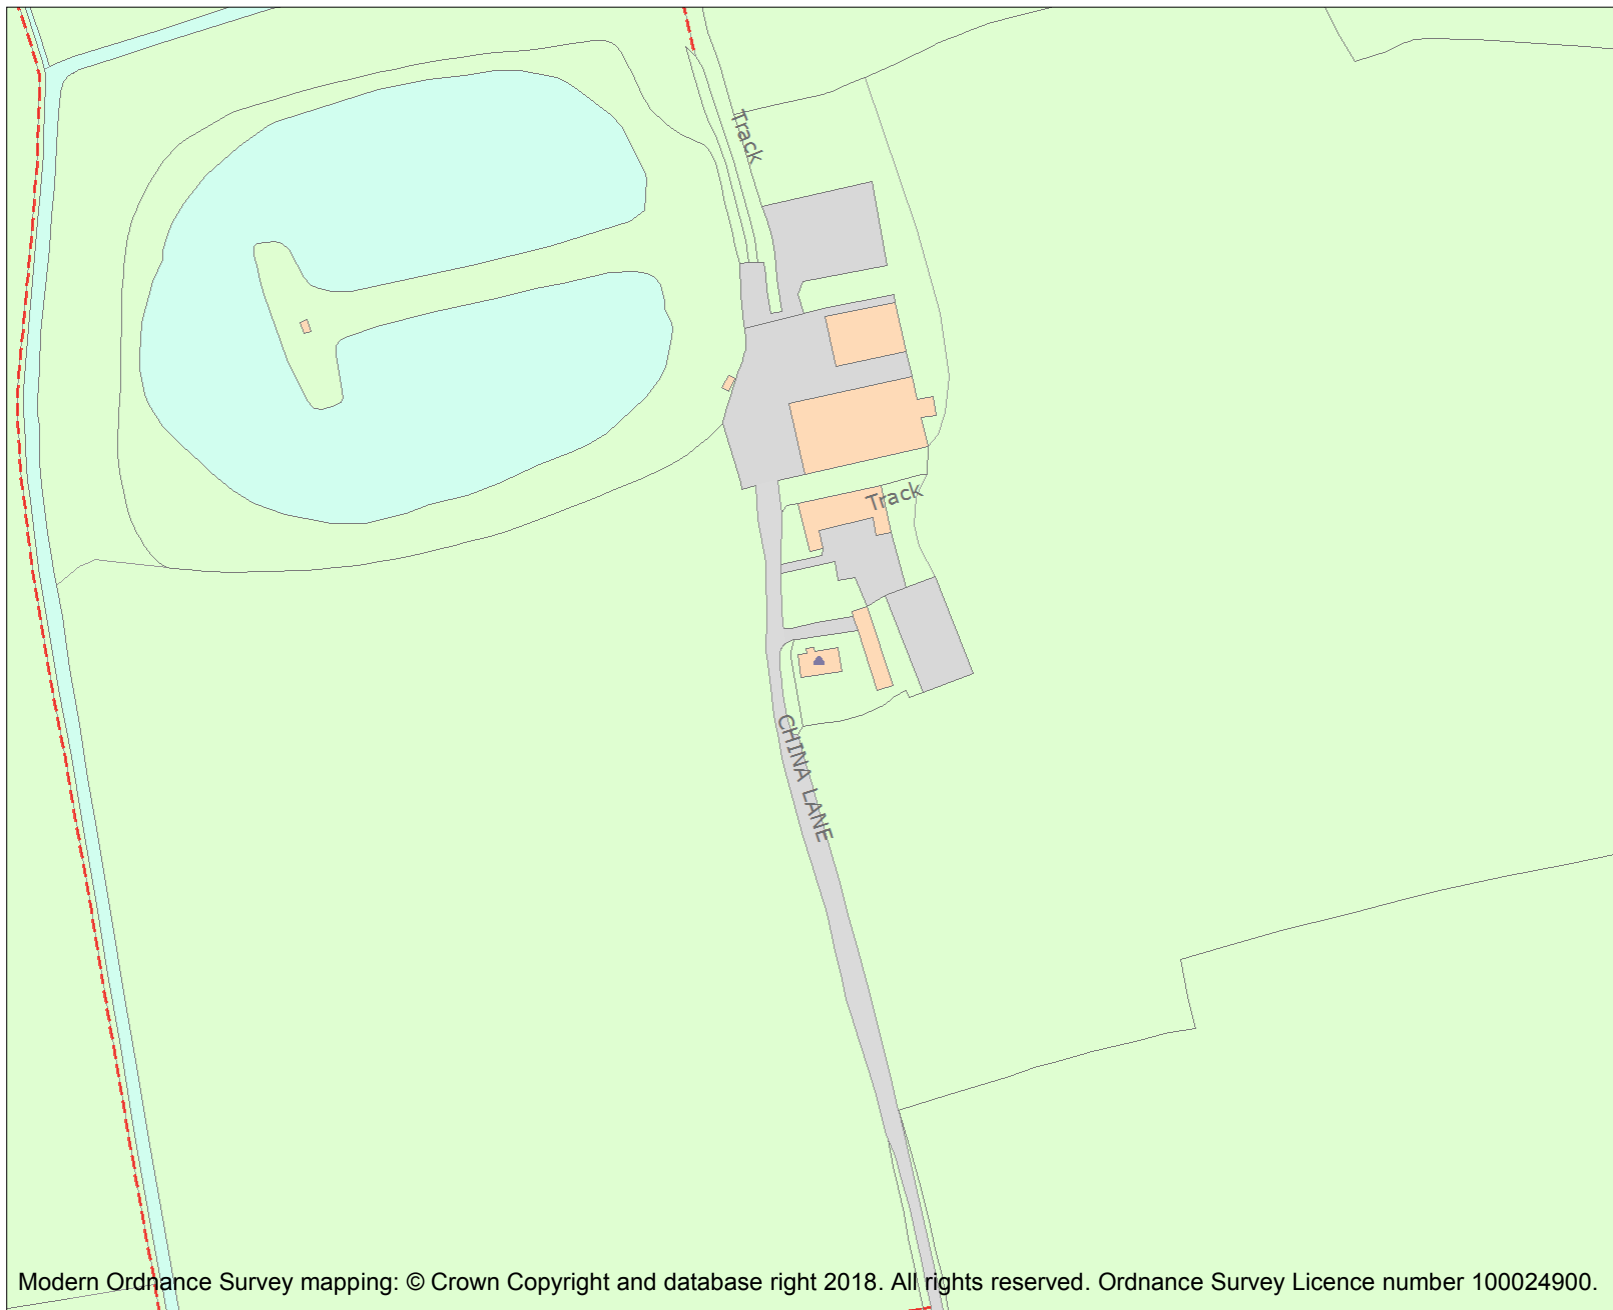 Track
Track
CHINA LANE
Modern Ordnance Survey mapping: © Crown Copyright and database right 2018. All rights reserved. Ordnance Survey Licence number 100024900.